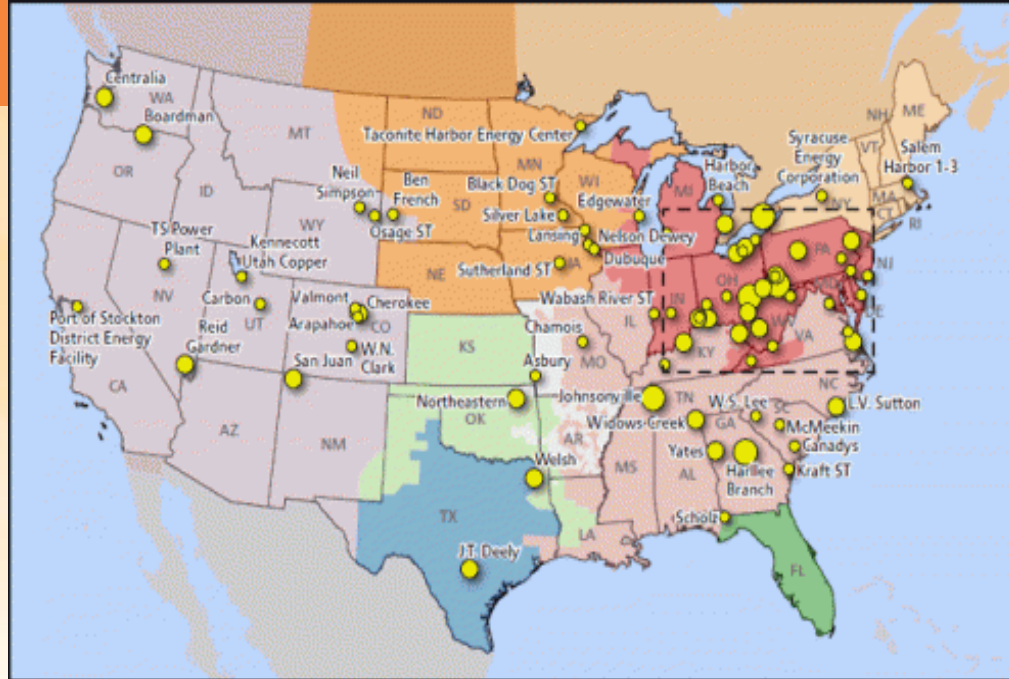 Centralia
WA
Boardman
OR
ID
MT
ND
Taconite Harbor Energy Center
MN
Neil
Simpson
Ben
French
Osage ST
WY
SD
Black Dog ST
WI
Silver Lake
Edgewater
Lansing
Nelson Dewey
Dubuque
MI
Harbor
Beach
Syracuse
Energy
Corporation
NY
NH
ME
VT
Salem
Harbor 1-3
MA
CT
RI
TS Power
Plant
Kennecott
Utah Copper
NV
Carbon
UT
Port of Stockton
District Energy
Facility
Reid
Gardner
CA
Valmont
Cherokee
Arapahoe
CO
W.N.
Clark
San Juan
NE
Sutherland ST
IA
Wabash River ST
IL
IN
OH
PA
NJ
DE
WV
VA
KY
KS
Chamois
MO
Asbury
AZ
NM
Northeastern
OK
Johnsonville
TN
NC
W.S. Lee
L.V. Sutton
SC
McMeekin
Canadys
Kraft ST
Widows Creek
GA
AR
Yates
Harllee
Branch
MS
AL
Welsh
TX
LA
J.T. Deely
Scholz
FL